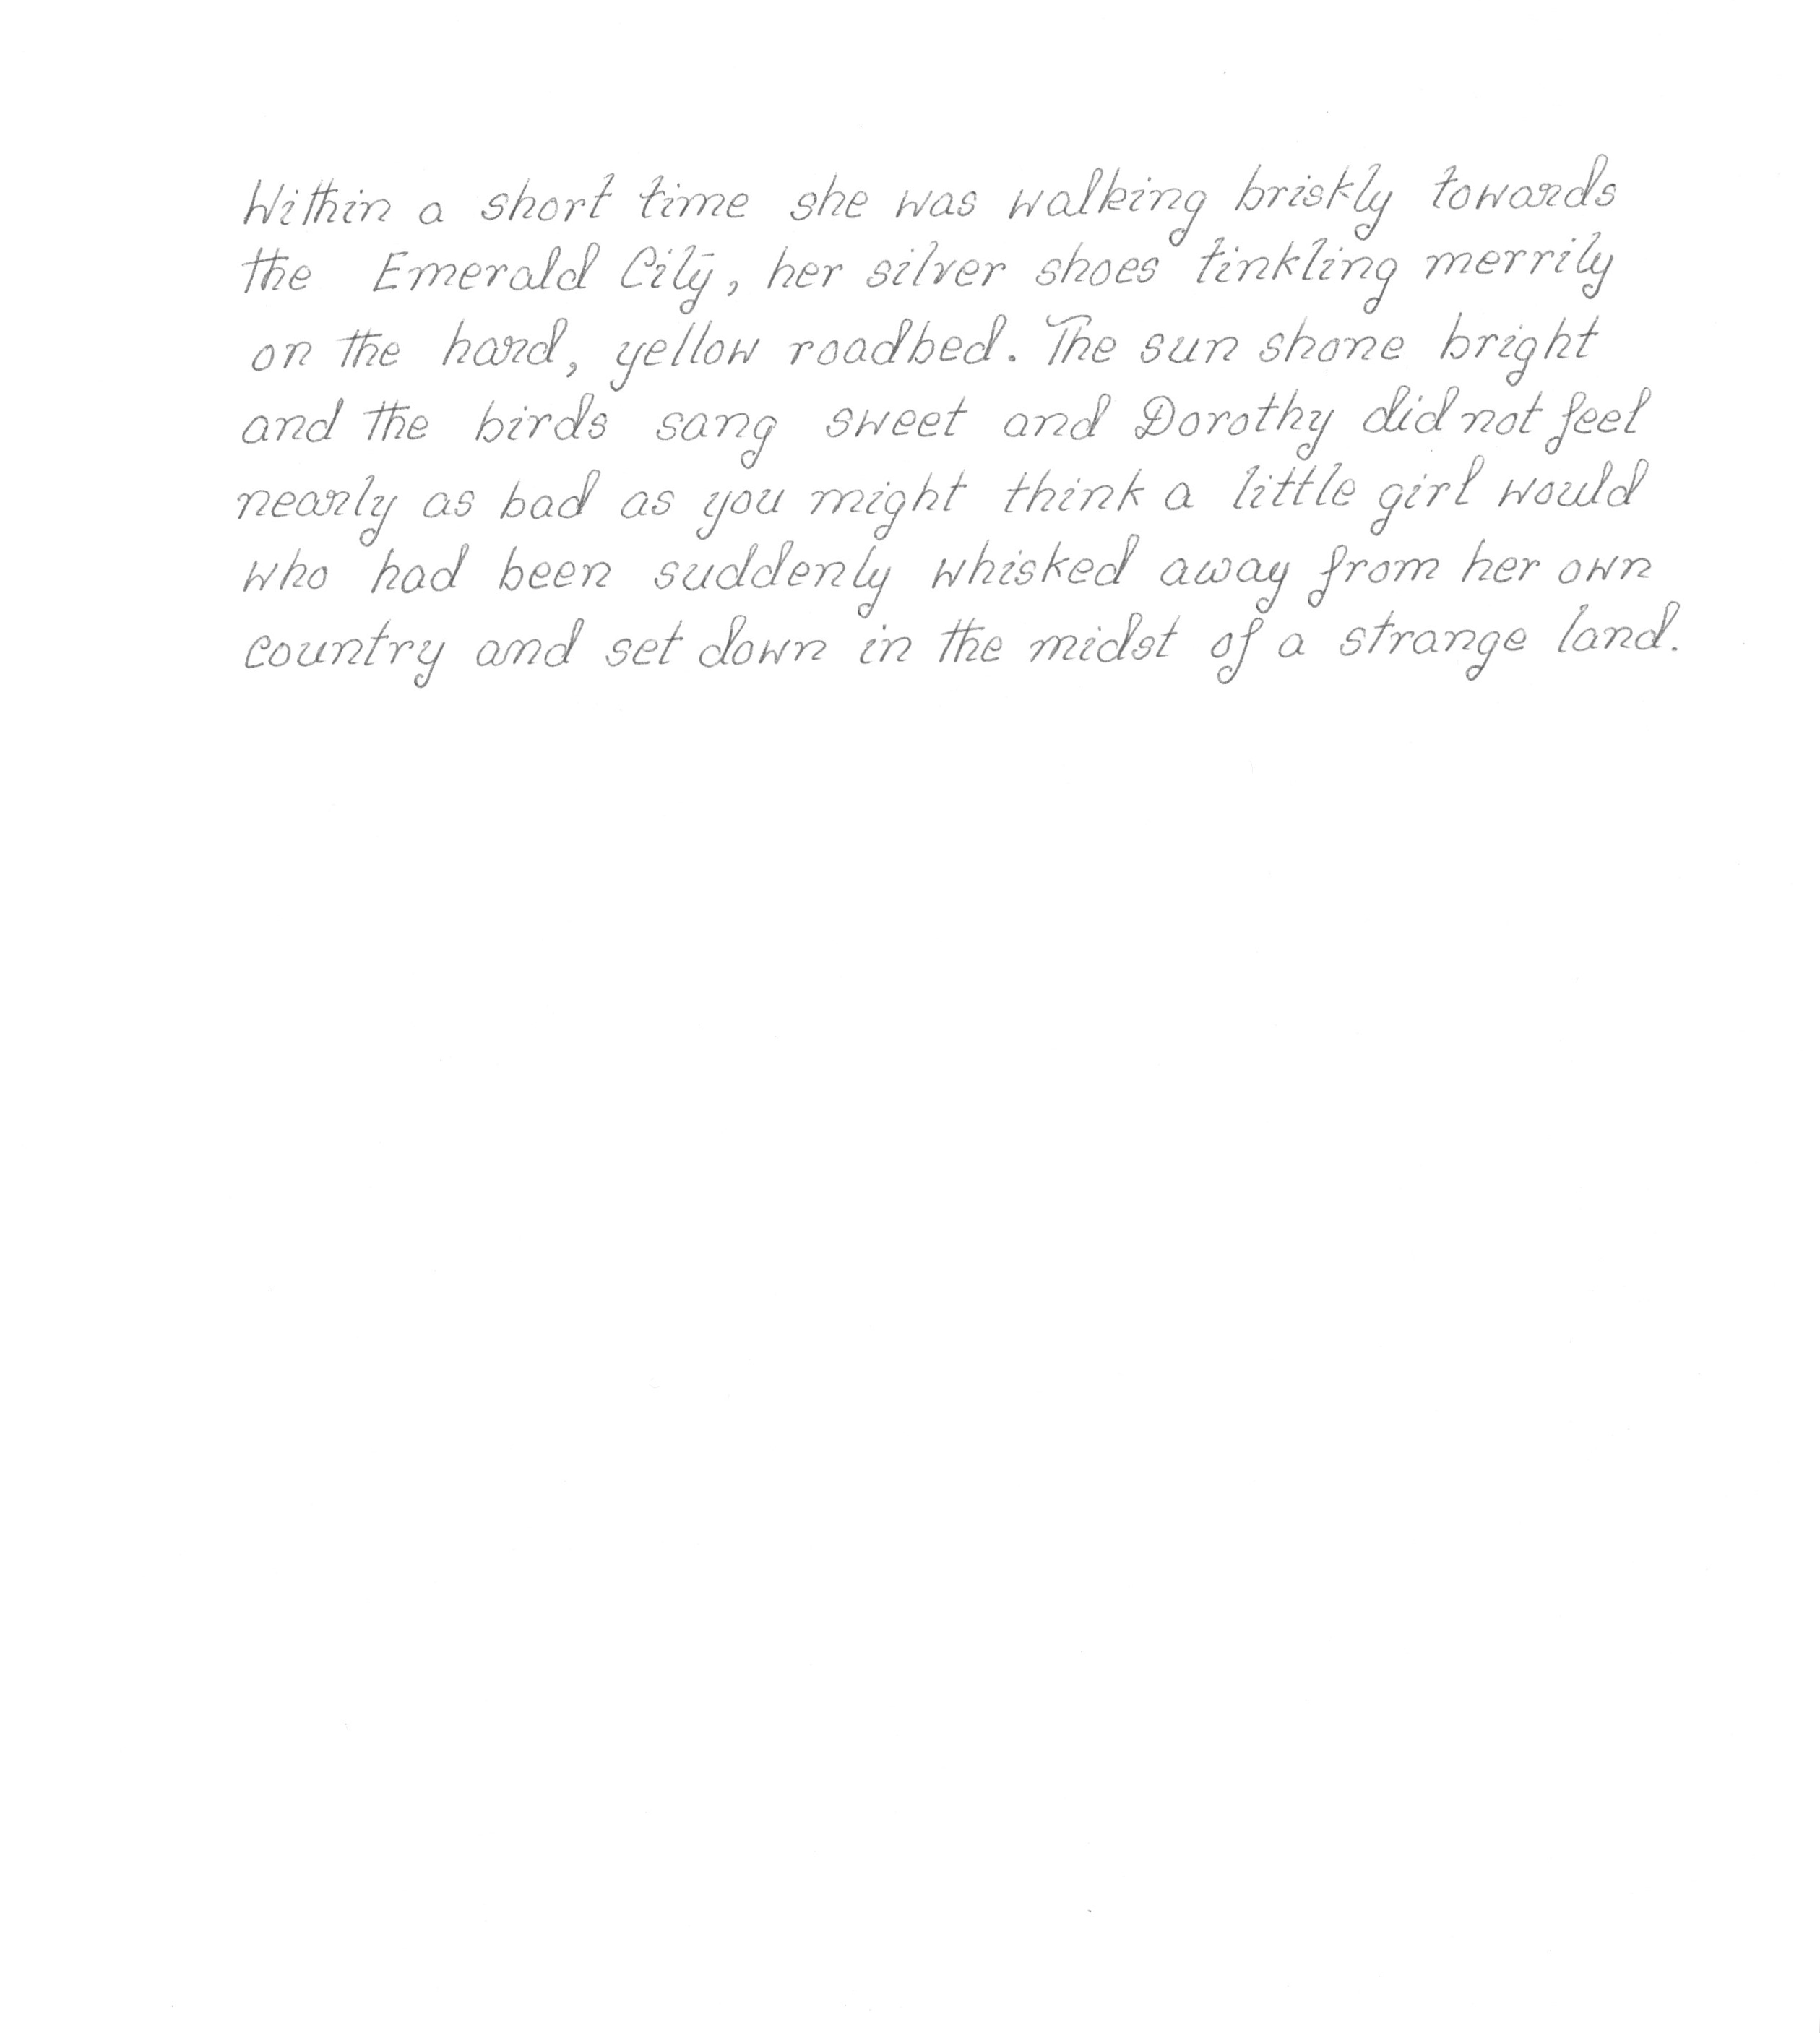 Within a short time she was walking briskly towards
the Emerald City, her silver shoes tinkling merrily
on the hard, yellow roadbed. The sun shone bright
and the birds sang sweet and Dorothy did not feel
nearly as bad as you might think a little girl would
who had been suddenly whisked away from her own
country and set down in the midst of a strange land.